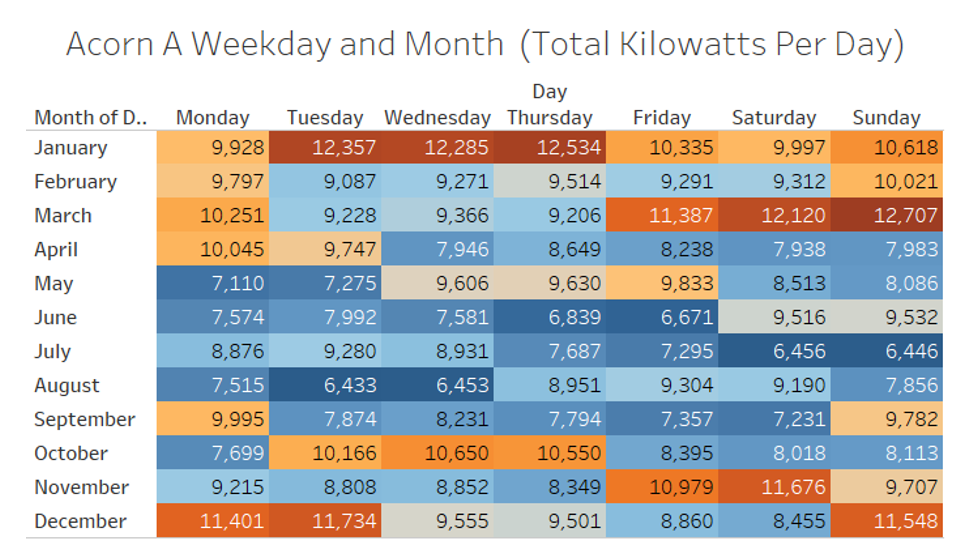 Acorn A Weekday and Month (Total Kilowatts Per Day)
Day
Month of D.. Monday Tuesday Wednesday Thursday Friday Saturday Sunday
January 9,928 12,357 12,285 12,534 10,335 9,997 10,618
February 9,797 9,087 9,271 9,514 9,291 9,312 10,021
March 10,251 9,228 9,366 9,206 11,387 12,120 12,707
April 10,045 9,747 7,946 8,649 8,238 7,938 7,983
May 7,110 7,275 9,606 9,630 9,833 8,513 8,086
June 7,574 7,992 7,581 6,839 6,671 9,516 9,532
July 8,876 9,280 8,931 7,687 7,295 6,456 6,446
August 7,515 6,433 6,453 8,951 9,304 9,190 7,856
September 9,995 7,874 8,231 7,794 7,357 7,231 9,782
October 7,699 10,166 10,650 10,550 8,395 8,018 8,113
November 9,215 8,808 8,852 8,349 10,979 11,676 9,707
December 11,401 11,734 9,555 9,501 8,860 8,455 11,548